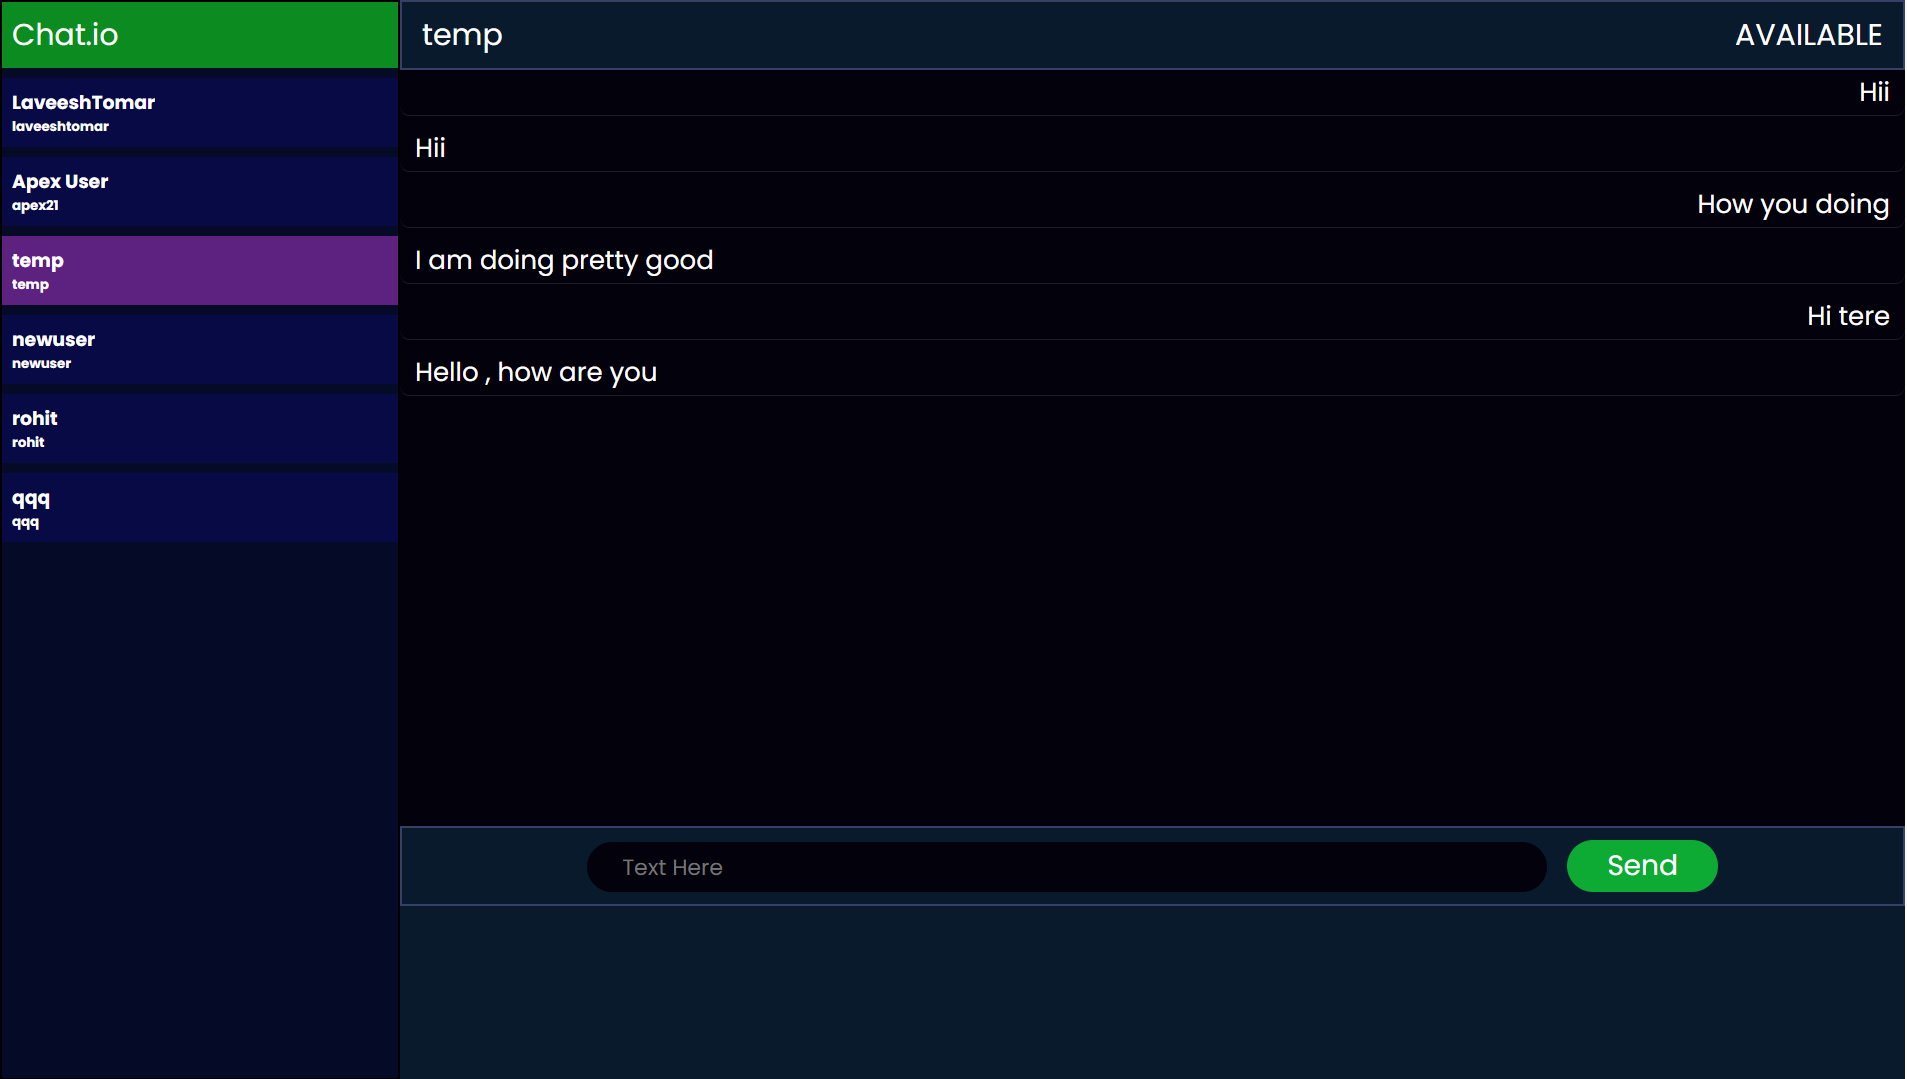 Chat.io
LaveeshTomar
laveeshtomar
Apex User
apex21
temp
temp
newuser
newuser
rohit
rohit
qqq
qqq
temp
AVAILABLE
Hii
Hii
How you doing
I am doing pretty good
Hi tere
Hello , how are you
Text Here
Send